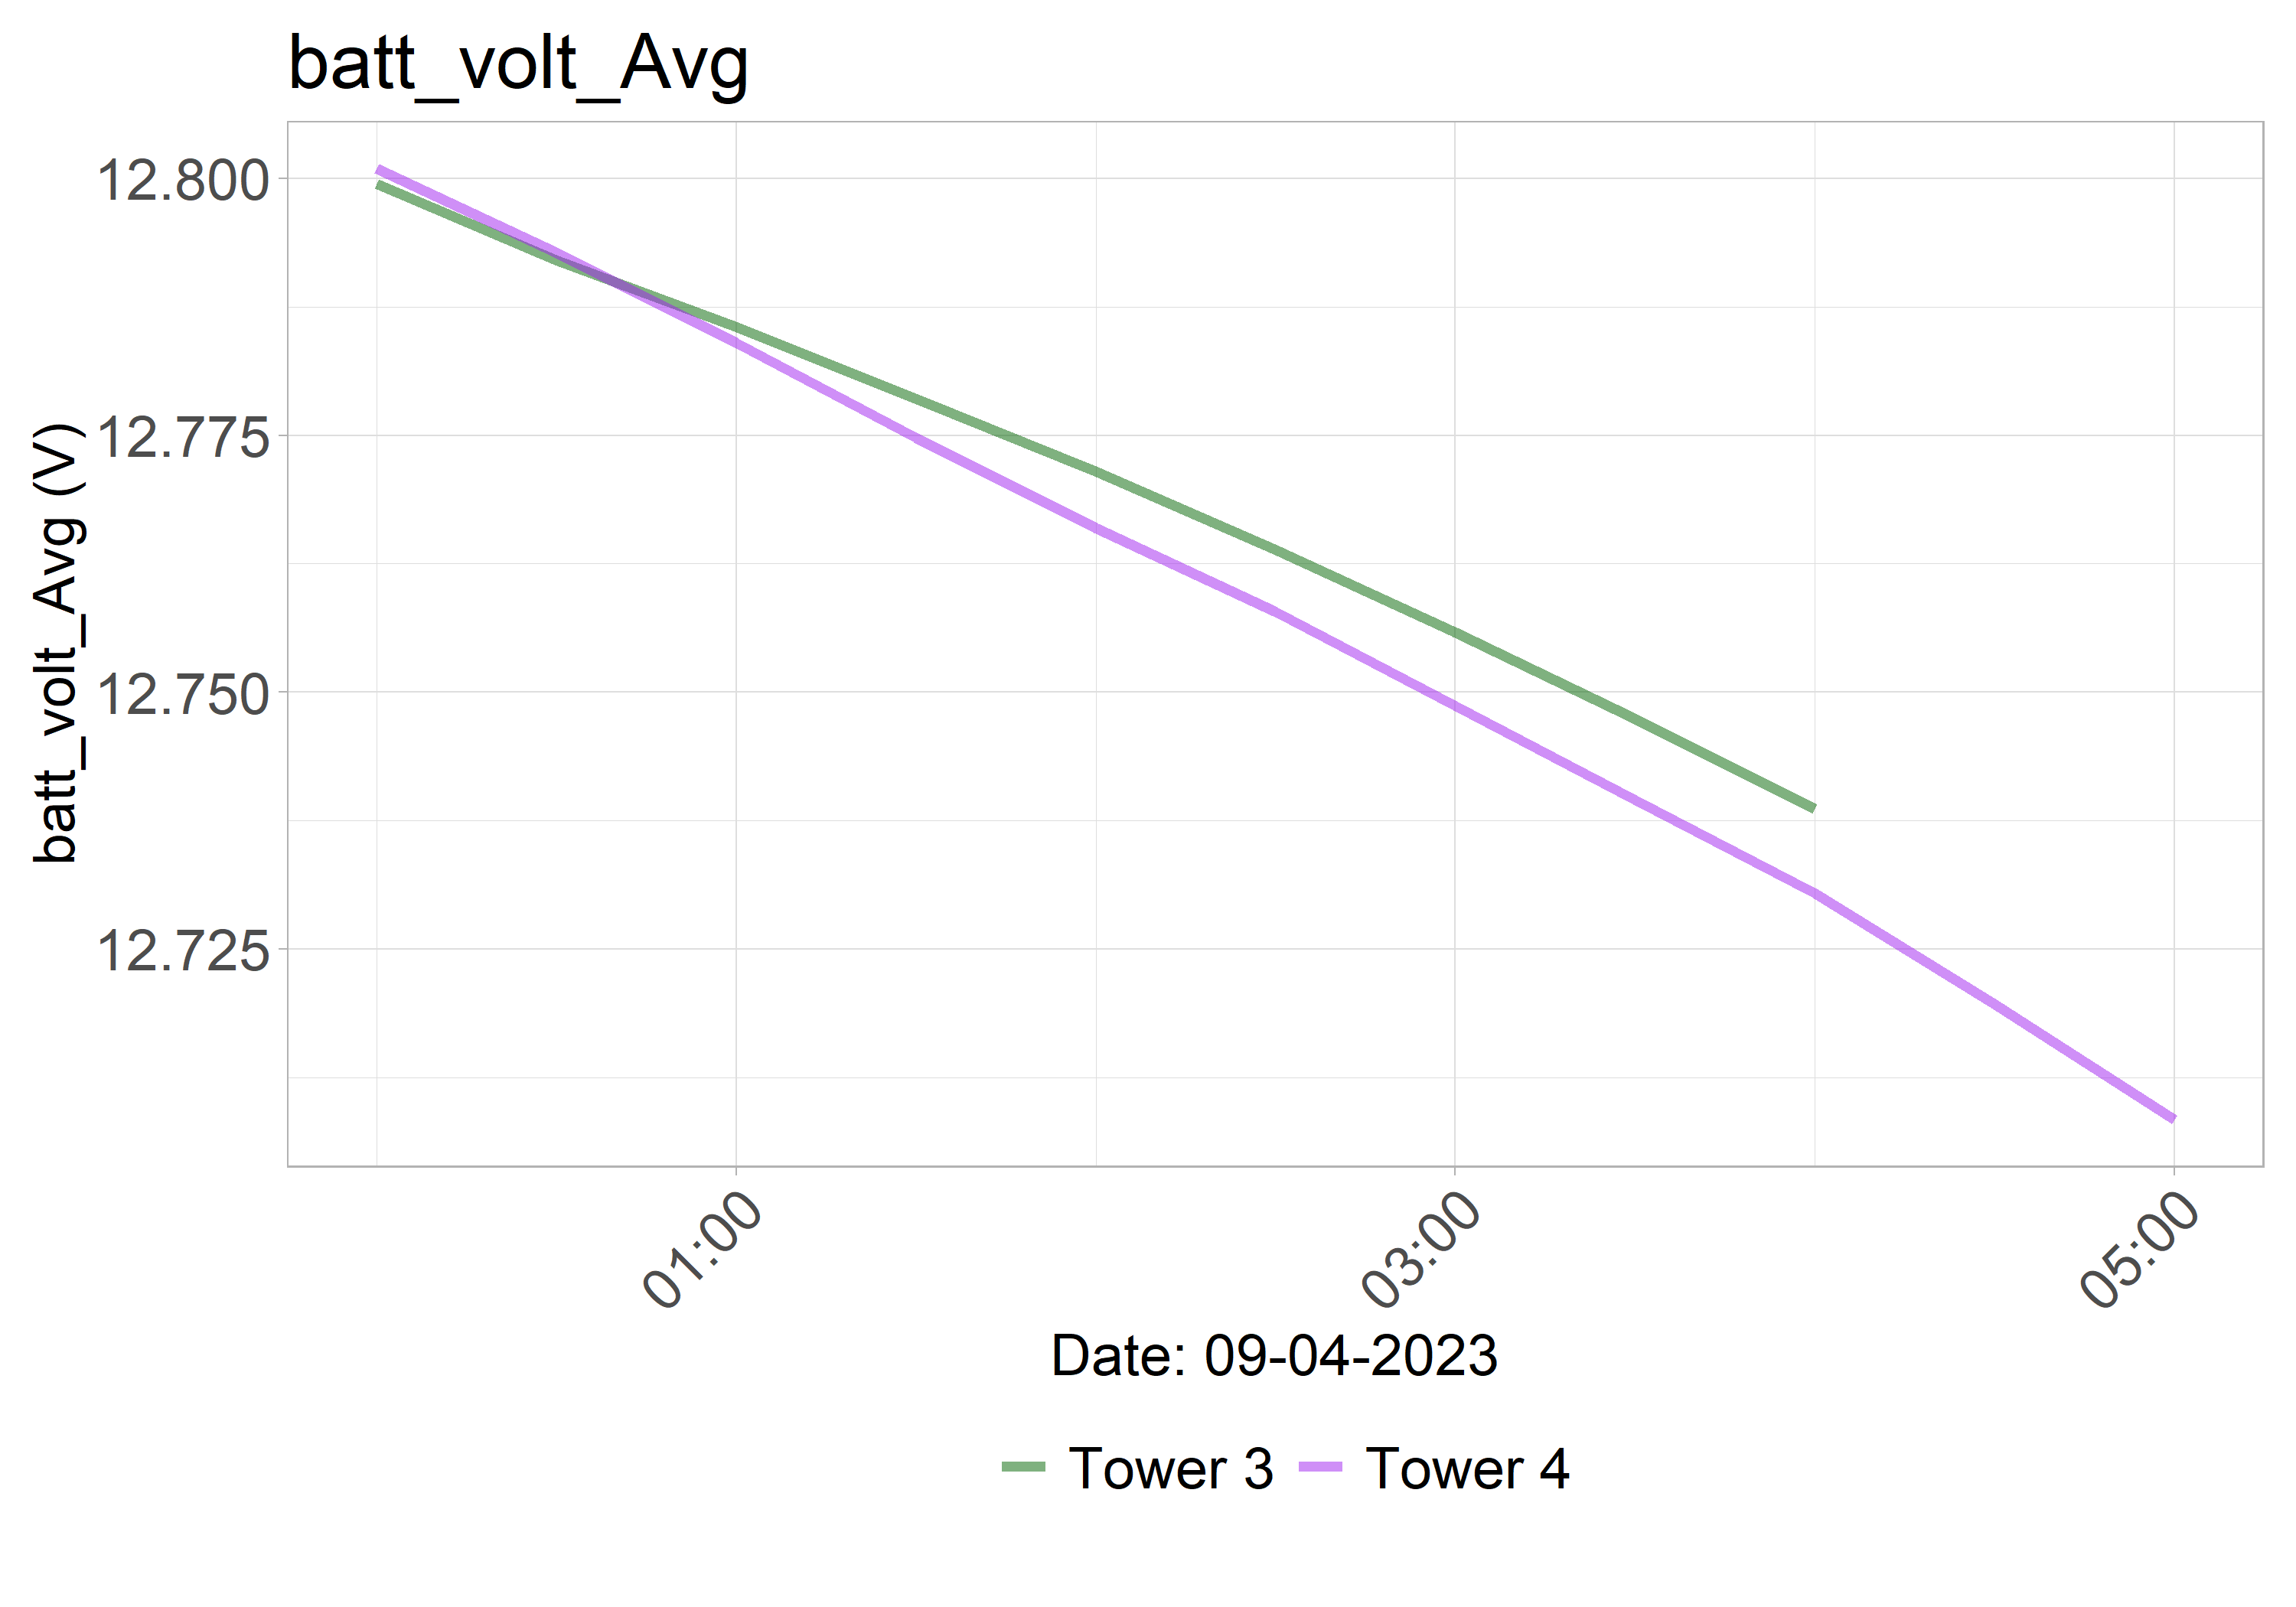 batt_volt_Avg
batt_volt_Avg (V)
12.800
12.775
12.750
12.725
01:00
03:00
05:00
Date: 09-04-2023
Tower 3
Tower 4